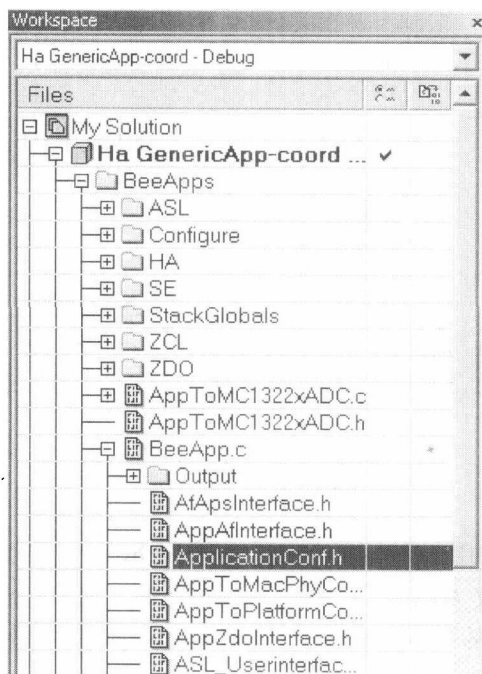 Workspace
Ha GenericApp-coord - Debug
Files
My Solution
Ha GenericApp-coord ...
BeeApps
ASL
Configure
HA
SE
StackGlobals
ZCL
ZDO
AppToMC1322xADC.c
AppToMC1322xADC.h
BeeApp.c
Output
AfApsInterface.h
AppAfInterface.h
ApplicationConf.h
AppToMacPhyCo...
AppToPlatformCo...
AppZdoInterface.h
ASL_Userinterfac...